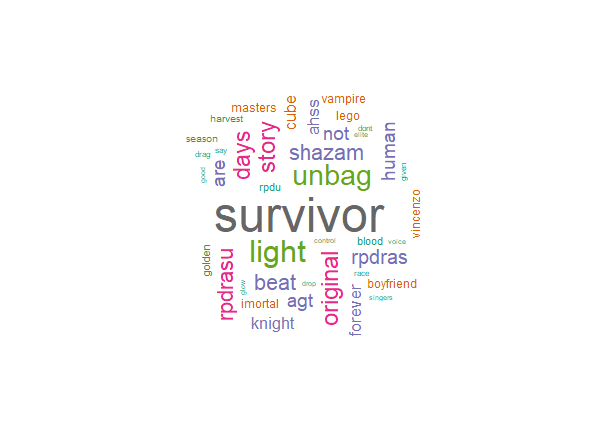 masters
cube
ahss
vampire
harvest
lego
season
days
story
not
dont
elite
drag
say
are
shazam
human
good
rpdu
unbag
given
survivor
vincenzo
golden
light
control
blood
voice
rpdrasu
glow
beat
drop
original
rpdras
race
boyfriend
imortal
agt
singers
knight
forever